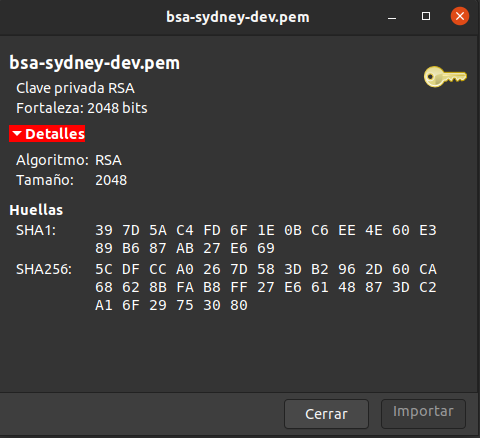 bsa-sydney-dev.pem
bsa-sydney-dev.pem
Clave privada RSA
Fortaleza: 2048 bits
Detalles
Algoritmo: RSA
Tamaño: 2048
Huellas
SHA1: 39 7D 5A C4 FD 6F 1E 0B C6 EE 4E 60 E3
89 B6 87 AB 27 E6 69
SHA256: 5C DF CC A0 26 7D 58 3D B2 96 2D 60 CA
68 62 8B FA B8 FF 27 E6 61 48 87 3D C2
A1 6F 29 75 30 80
Cerrar
Importar